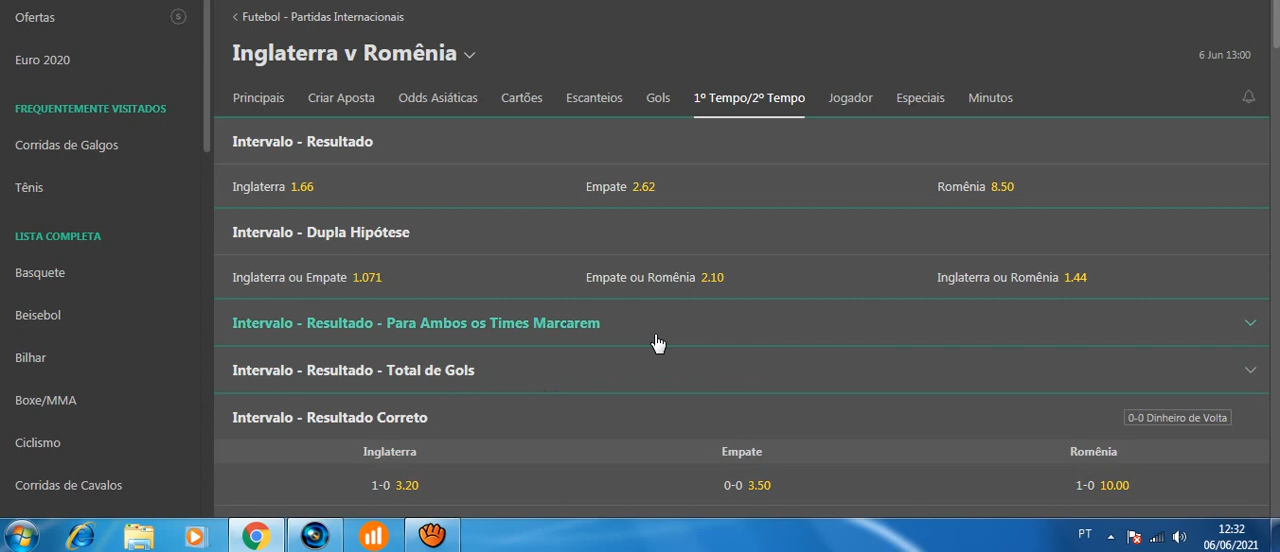 Ofertas
S
Euro 2020
FREQUENTEMENTE VISITADOS
Corridas de Galgos
Tênis
LISTA COMPLETA
Basquete
Beisebol
Bilhar
Boxe/MMA
Ciclismo
Corridas de Cavalos
< Futebol - Partidas Internacionais
Inglaterra v Romênia
6 Jun 13:00
Principais Criar Aposta Odds Asiáticas Cartões Escanteios Gols 1º Tempo/2º Tempo Jogador Especiais Minutos
Intervalo - Resultado
Inglaterra 1.66 Empate 2.62 Romênia 8.50
Intervalo - Dupla Hipótese
Inglaterra ou Empate 1.071 Empate ou Romênia 2.10 Inglaterra ou Romênia 1.44
Intervalo - Resultado - Para Ambos os Times Marcarem
Intervalo - Resultado - Total de Gols
Intervalo - Resultado Correto 0-0 Dinheiro de Volta
Inglaterra Empate Romênia
1-0 3.20 0-0 3.50 1-0 10.00
PT 12:32
06/06/2021